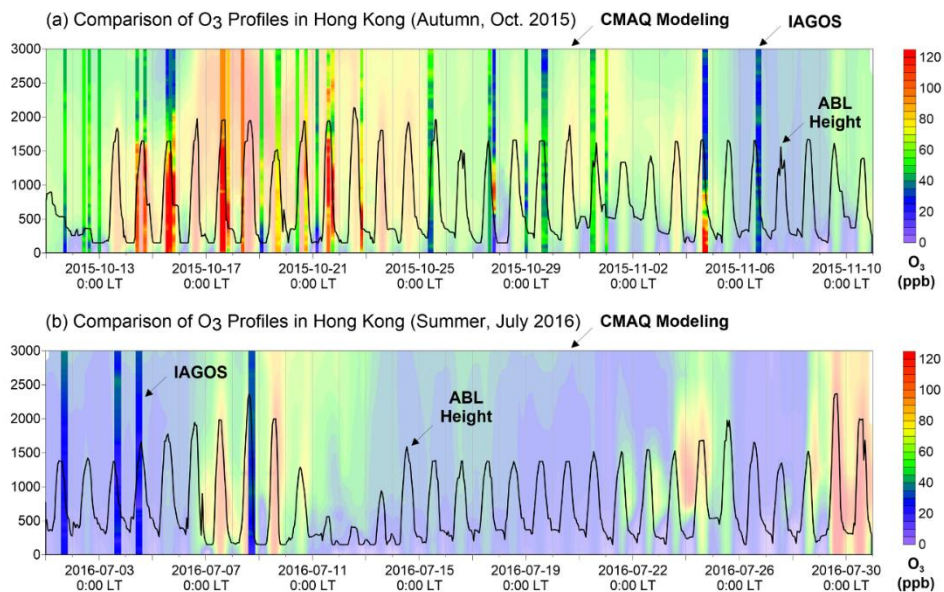 (a) Comparison of O3 Profiles in Hong Kong (Autumn, Oct. 2015)
CMAQ Modeling
IAGOS
3000
2500
2000
1500
1000
500
0
ABL
Height
120
100
80
60
40
20
0
O3
(ppb)
2015-10-13 2015-10-17 2015-10-21 2015-10-25 2015-10-29 2015-11-02 2015-11-06 2015-11-10
0:00 LT 0:00 LT 0:00 LT 0:00 LT 0:00 LT 0:00 LT 0:00 LT 0:00 LT
(b) Comparison of O3 Profiles in Hong Kong (Summer, July 2016)
CMAQ Modeling
3000
2500
2000
1500
1000
500
0
IAGOS
ABL
Height
120
100
80
60
40
20
0
O3
(ppb)
2016-07-03 2016-07-07 2016-07-11 2016-07-15 2016-07-19 2016-07-22 2016-07-26 2016-07-30
0:00 LT 0:00 LT 0:00 LT 0:00 LT 0:00 LT 0:00 LT 0:00 LT 0:00 LT